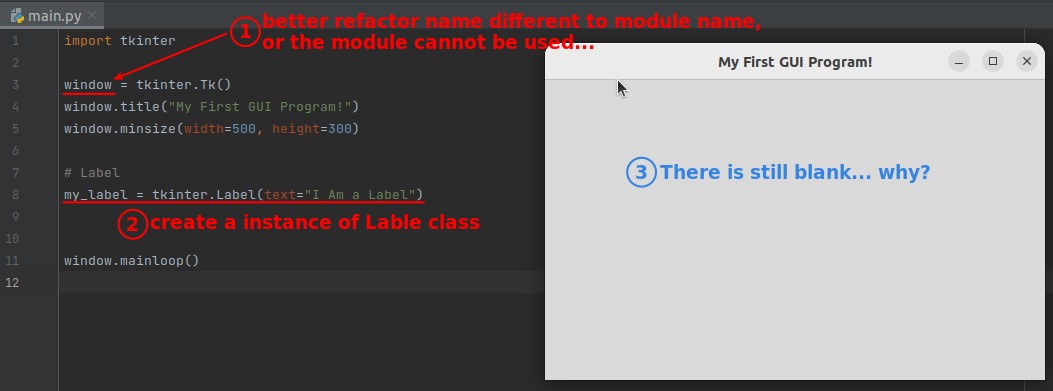 main.py
① better refactor name different to module name,
or the module cannot be used...
1 import tkinter
2
3 window = tkinter.Tk()
4 window.title("My First GUI Program!")
5 window.minsize(width=500, height=300)
6
7 # Label
8 my_label = tkinter.Label(text="I Am a Label")
9
② create a instance of Lable class
10
11 window.mainloop()
12
My First GUI Program!
③ There is still blank... why?